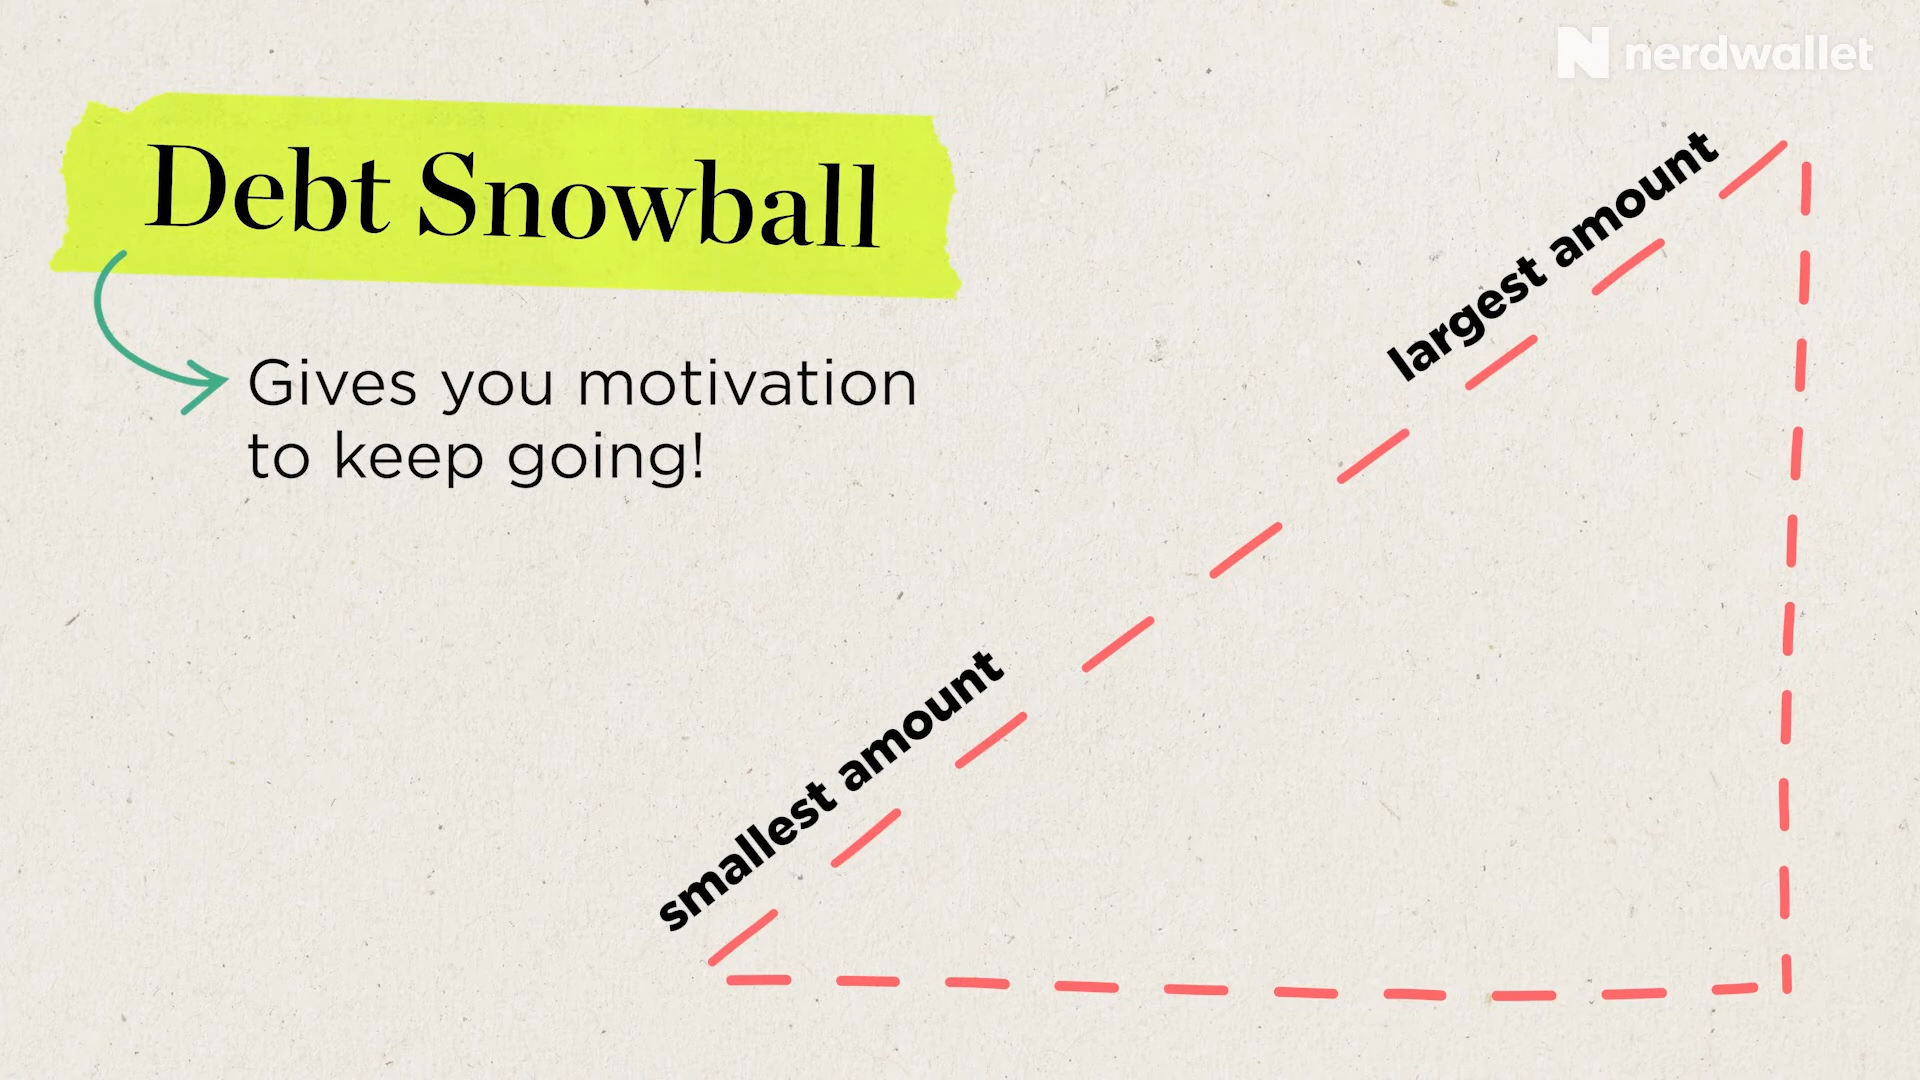 nerdwallet
Debt Snowball
Gives you motivation
to keep going!
largest amount
smallest amount